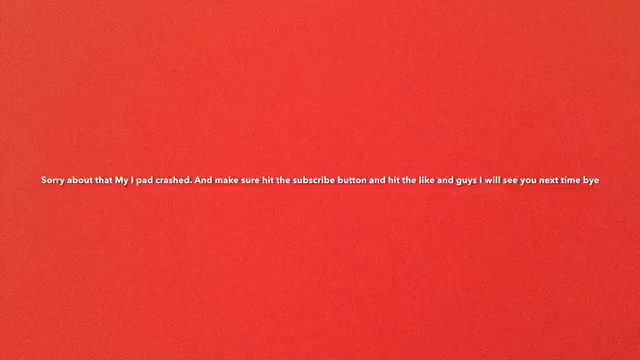 Sorry about that My I pad crashed. And make sure hit the subscribe button and hit the like and guys I will see you next time bye